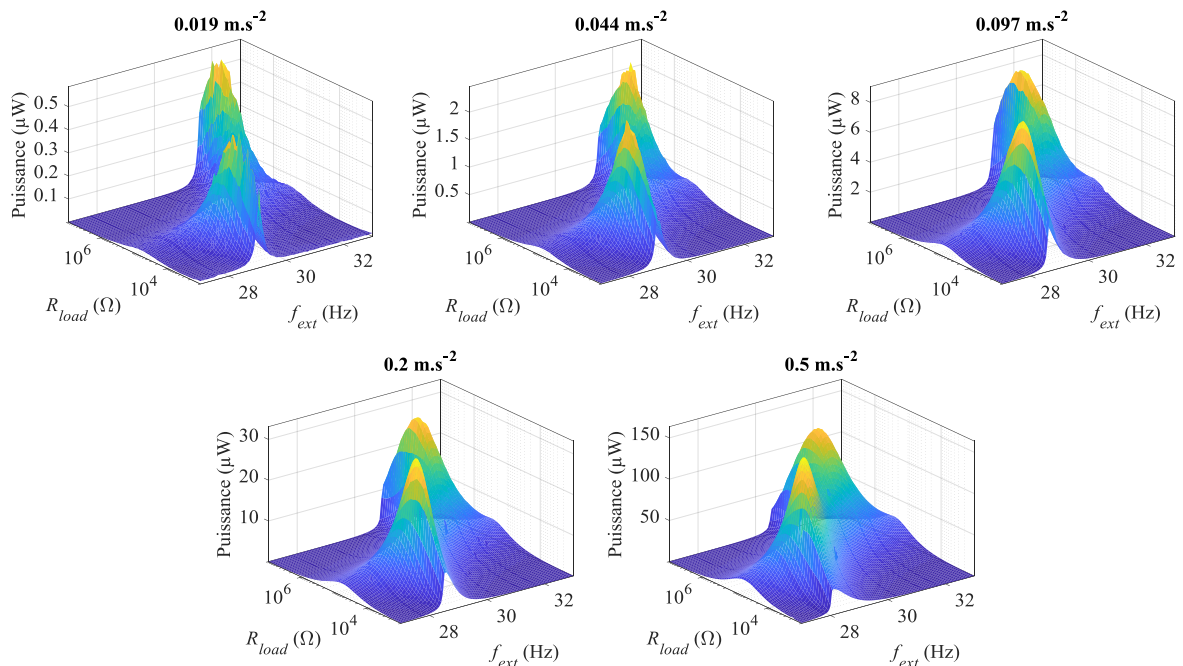 0.019 m.s-2
0.5
0.4
0.3
0.2
0.1
Puissance (µW)
10^6
10^4
R_load (Ω)
28
30
32
f_ext (Hz)
0.044 m.s-2
2
1.5
1
0.5
Puissance (µW)
10^6
10^4
R_load (Ω)
28
30
32
f_ext (Hz)
0.097 m.s-2
8
6
4
2
Puissance (µW)
10^6
10^4
R_load (Ω)
28
30
32
f_ext (Hz)
0.2 m.s-2
30
20
10
Puissance (µW)
10^6
10^4
R_load (Ω)
28
30
32
f_ext (Hz)
0.5 m.s-2
150
100
50
Puissance (µW)
10^6
10^4
R_load (Ω)
28
30
32
f_ext (Hz)